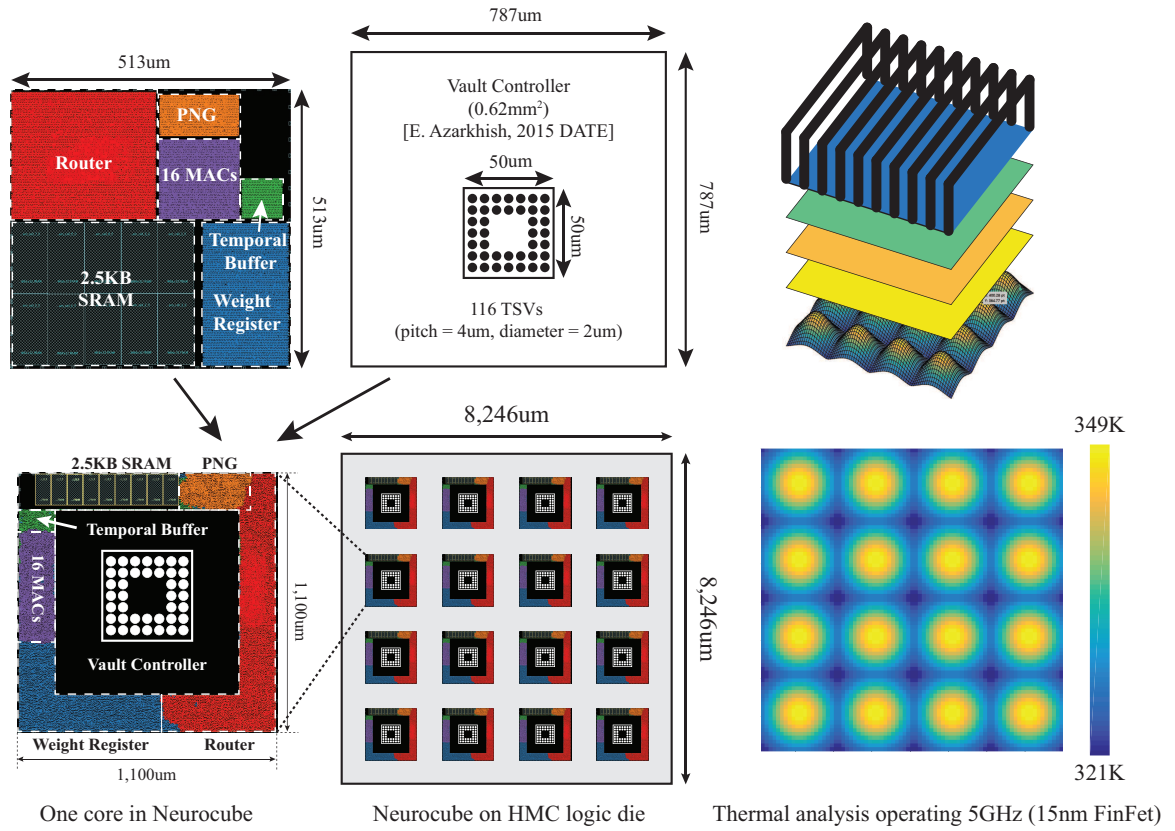 513um
PNG
Router
16 MACs
Temporal
Buffer
2.5KB
SRAM
Weight
Register
513um
787um
Vault Controller
(0.62mm²)
[E. Azarkhish, 2015 DATE]
50um
50um
116 TSVs
(pitch = 4um, diameter = 2um)
787um
2.5KB SRAM
PNG
Temporal Buffer
16 MACs
Vault Controller
Weight Register
Router
1,100um
1,100um
One core in Neurocube
8,246um
8,246um
Neurocube on HMC logic die
349K
321K
Thermal analysis operating 5GHz (15nm FinFet)